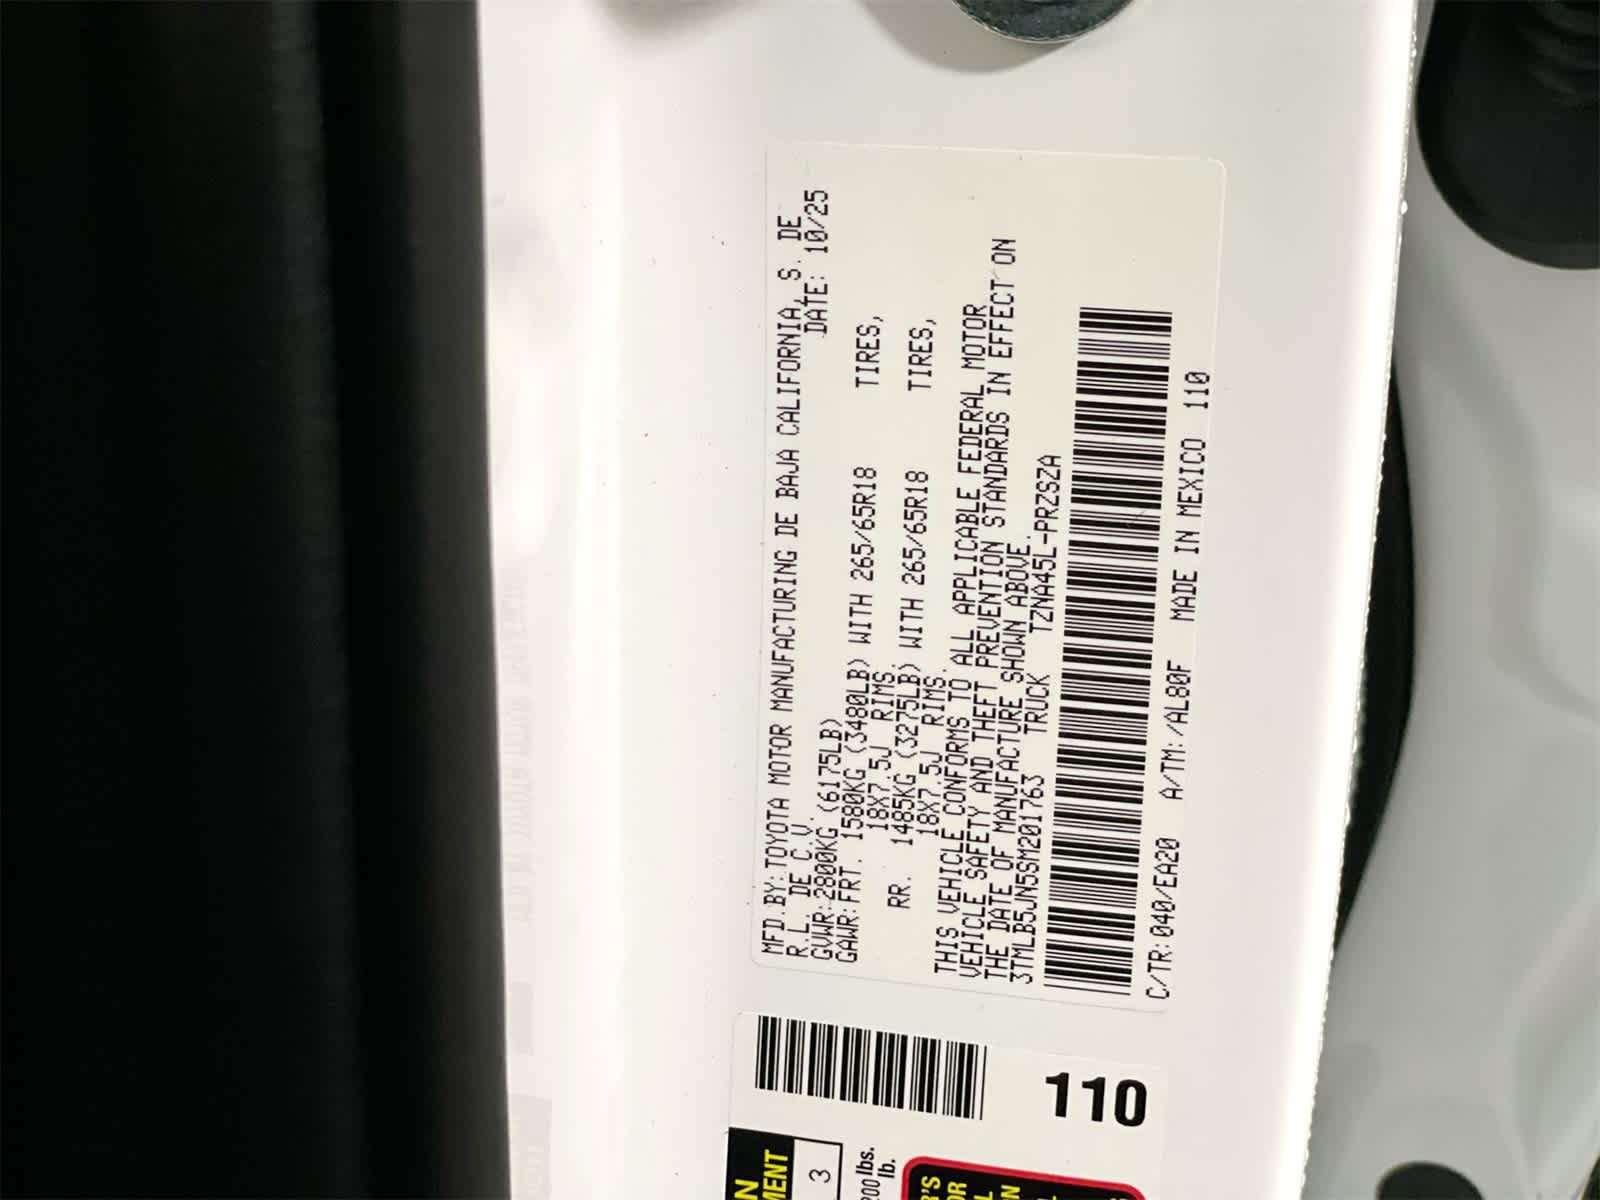 MFD BY:TOYOTA MOTOR MANUFACTURING DE BAJA CALIFORNIA, S. DE
R.L. DE C.V. DATE: 10/25
GVWR:2800KG (6175LB)
GAWR:FRT. 1580KG (3480LB) WITH 265/65R18 TIRES,
18X7.5J RIMS.
RR. 1485KG (3275LB) WITH 265/65R18 TIRES,
18X7.5J RIMS.
THIS VEHICLE CONFORMS TO ALL APPLICABLE FEDERAL MOTOR
VEHICLE SAFETY AND THEFT PREVENTION STANDARDS IN EFFECT ON
THE DATE OF MANUFACTURE SHOWN ABOVE.
3TMLB5JN5SM201763 TRUCK TZNA45L-PRZSZA
C/TR:040/EA20 A/TM:/AL80F MADE IN MEXICO 110
110
3
lbs.
lb.